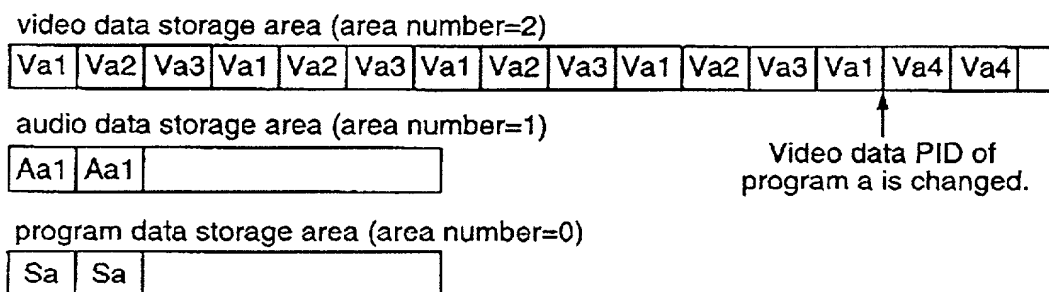 video data storage area (area number=2)
Va1 Va2 Va3 Va1 Va2 Va3 Va1 Va2 Va3 Va1 Va2 Va3 Va1 Va4 Va4
audio data storage area (area number=1)
Aa1 Aa1
Video data PID of
program a is changed.
program data storage area (area number=0)
Sa Sa